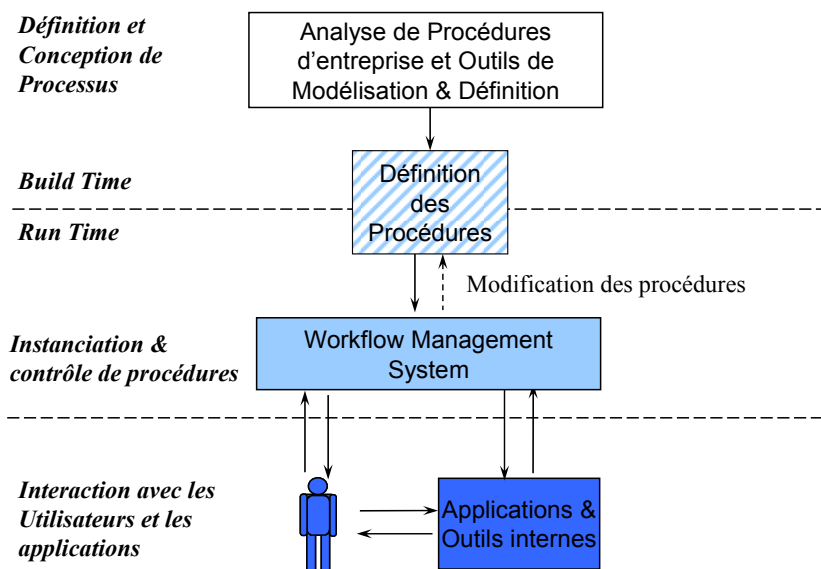 Définition et
Conception de
Processus
Analyse de Procédures
d'entreprise et Outils de
Modélisation & Définition
Build Time
Définition
des
Procédures
Run Time
Modification des procédures
Instanciation &
contrôle de procédures
Workflow Management
System
Interaction avec les
Utilisateurs et les
applications
Applications &
Outils internes